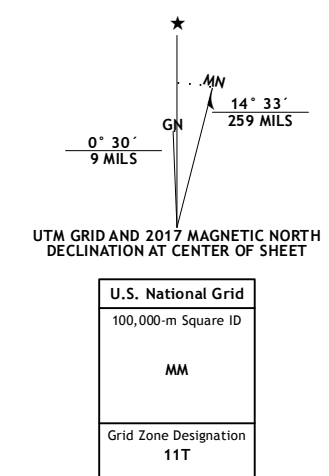 ★
MN
14° 33´
259 MILS
GN
0° 30´
9 MILS
UTM GRID AND 2017 MAGNETIC NORTH
DECLINATION AT CENTER OF SHEET
U.S. National Grid
100,000-m Square ID
MM
Grid Zone Designation
11T